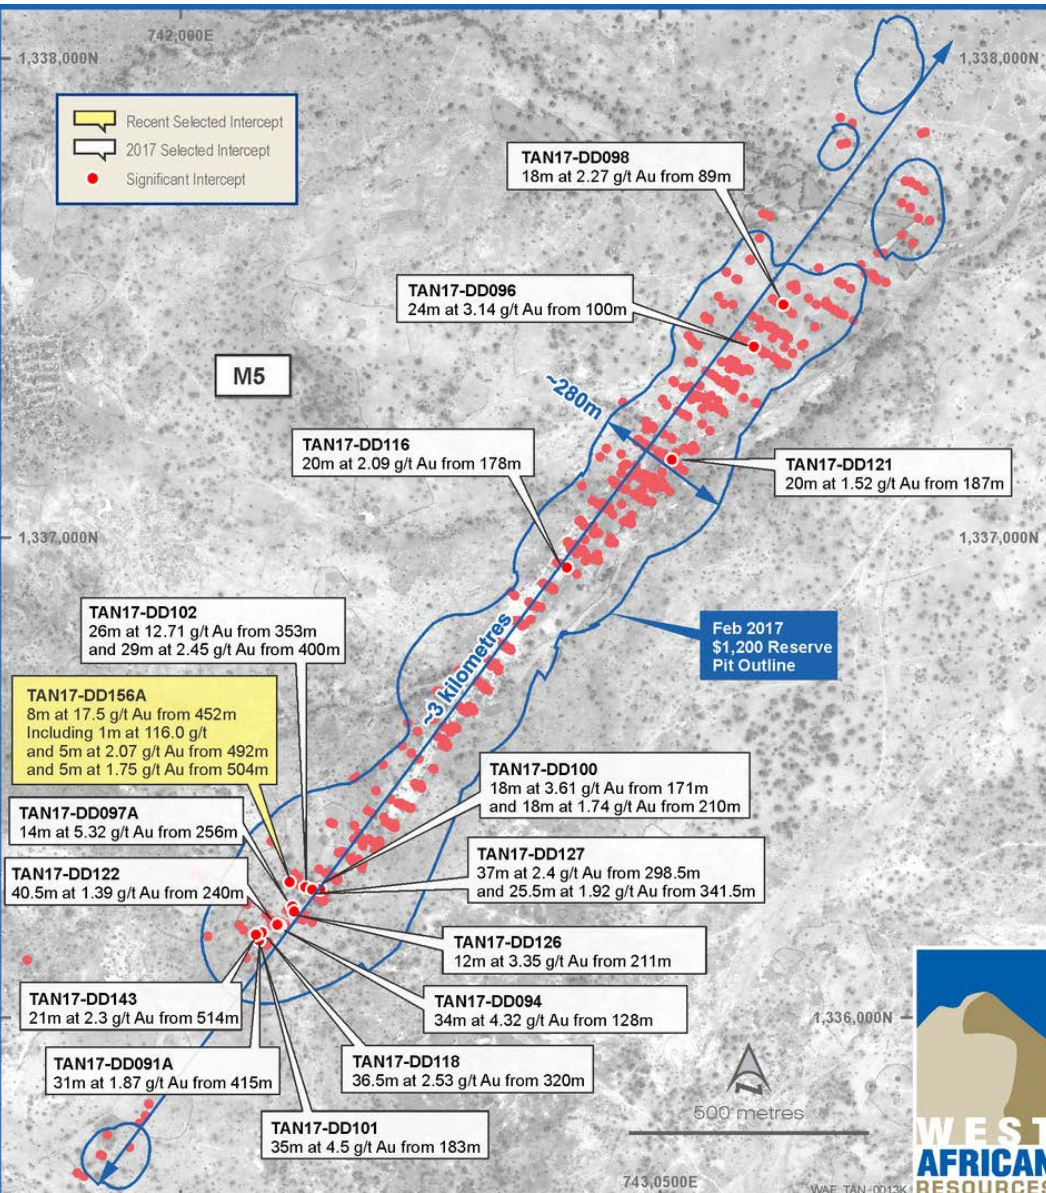 742,000E
1,338,000N
1,338,000N
Recent Selected Intercept
2017 Selected Intercept
Significant Intercept
TAN17-DD098
18m at 2.27 g/t Au from 89m
TAN17-DD096
24m at 3.14 g/t Au from 100m
M5
~280m
TAN17-DD116
20m at 2.09 g/t Au from 178m
TAN17-DD121
20m at 1.52 g/t Au from 187m
1,337,000N
1,337,000N
TAN17-DD102
26m at 12.71 g/t Au from 353m
and 29m at 2.45 g/t Au from 400m
Feb 2017
$1,200 Reserve
Pit Outline
~3 kilometres
TAN17-DD156A
8m at 17.5 g/t Au from 452m
Including 1m at 116.0 g/t
and 5m at 2.07 g/t Au from 492m
and 5m at 1.75 g/t Au from 504m
TAN17-DD100
18m at 3.61 g/t Au from 171m
and 18m at 1.74 g/t Au from 210m
TAN17-DD097A
14m at 5.32 g/t Au from 256m
TAN17-DD127
37m at 2.4 g/t Au from 298.5m
and 25.5m at 1.92 g/t Au from 341.5m
TAN17-DD122
40.5m at 1.39 g/t Au from 240m
TAN17-DD126
12m at 3.35 g/t Au from 211m
TAN17-DD143
21m at 2.3 g/t Au from 514m
TAN17-DD094
34m at 4.32 g/t Au from 128m
1,336,000N
TAN17-DD091A
31m at 1.87 g/t Au from 415m
TAN17-DD118
36.5m at 2.53 g/t Au from 320m
N
500 metres
TAN17-DD101
35m at 4.5 g/t Au from 183m
743,0500E
WAF_TAN_0013K
WEST
AFRICAN
RESOURCES